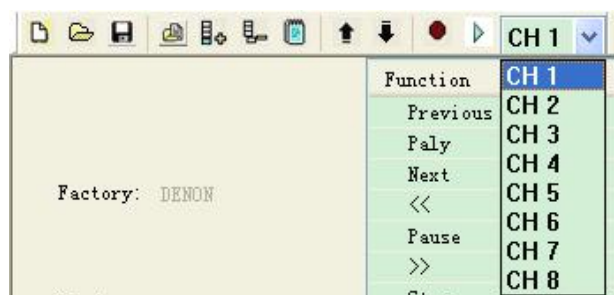 CH 1
Function
Previous
Paly
Next
<<
Pause
>>
Factory: DENON
CH 1
CH 2
CH 3
CH 4
CH 5
CH 6
CH 7
CH 8